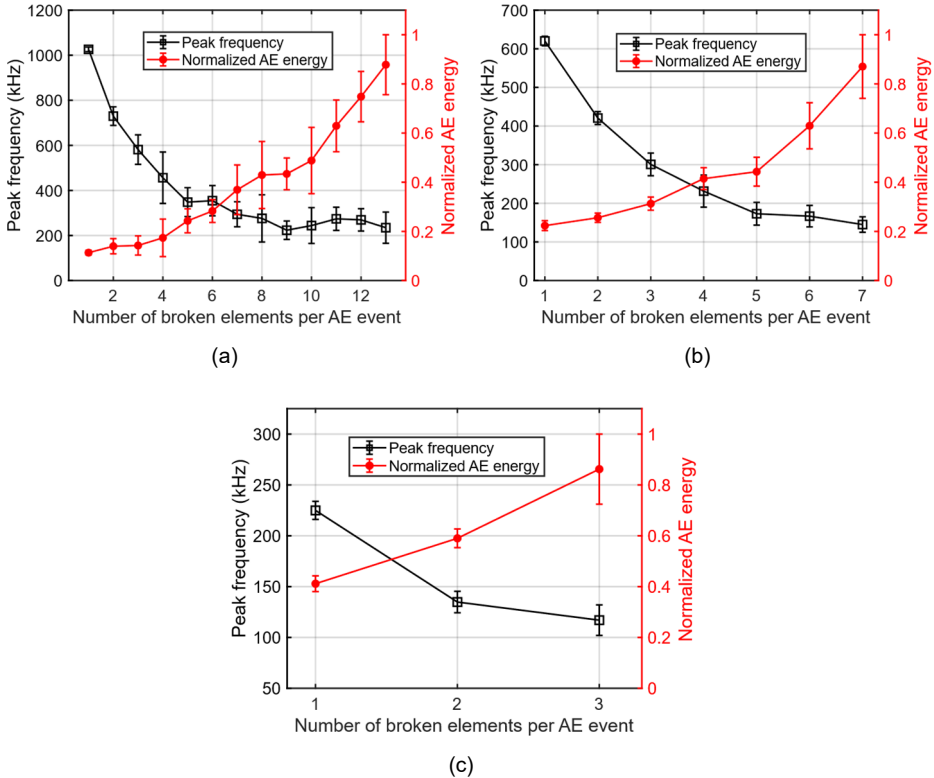 1200
1000
800
600
400
200
0
Peak frequency (kHz)
Peak frequency
Normalized AE energy
1
0.8
0.6
0.4
0.2
0
Normalized AE energy
2 4 6 8 10 12
Number of broken elements per AE event
(a)
700
600
500
400
300
200
100
0
Peak frequency (kHz)
Peak frequency
Normalized AE energy
1
0.8
0.6
0.4
0.2
0
Normalized AE energy
1 2 3 4 5 6 7
Number of broken elements per AE event
(b)
300
250
200
150
100
50
Peak frequency (kHz)
Peak frequency
Normalized AE energy
1
0.8
0.6
0.4
0.2
0
Normalized AE energy
1 2 3
Number of broken elements per AE event
(c)